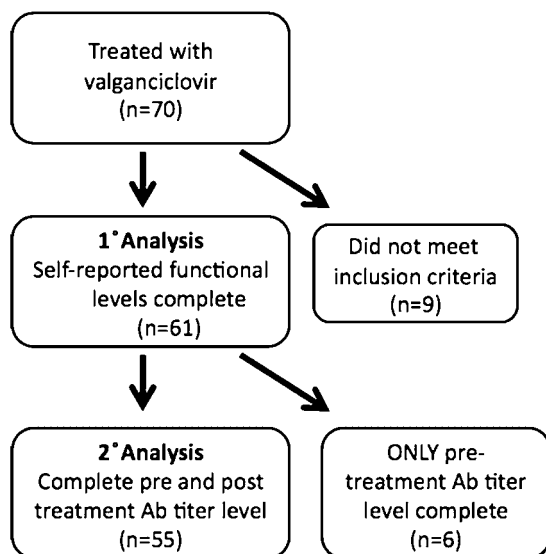 Treated with
valganciclovir
(n=70)
1˚Analysis
Self-reported functional
levels complete
(n=61)
Did not meet
inclusion criteria
(n=9)
2˚Analysis
Complete pre and post
treatment Ab titer level
(n=55)
ONLY pre-
treatment Ab titer
level complete
(n=6)